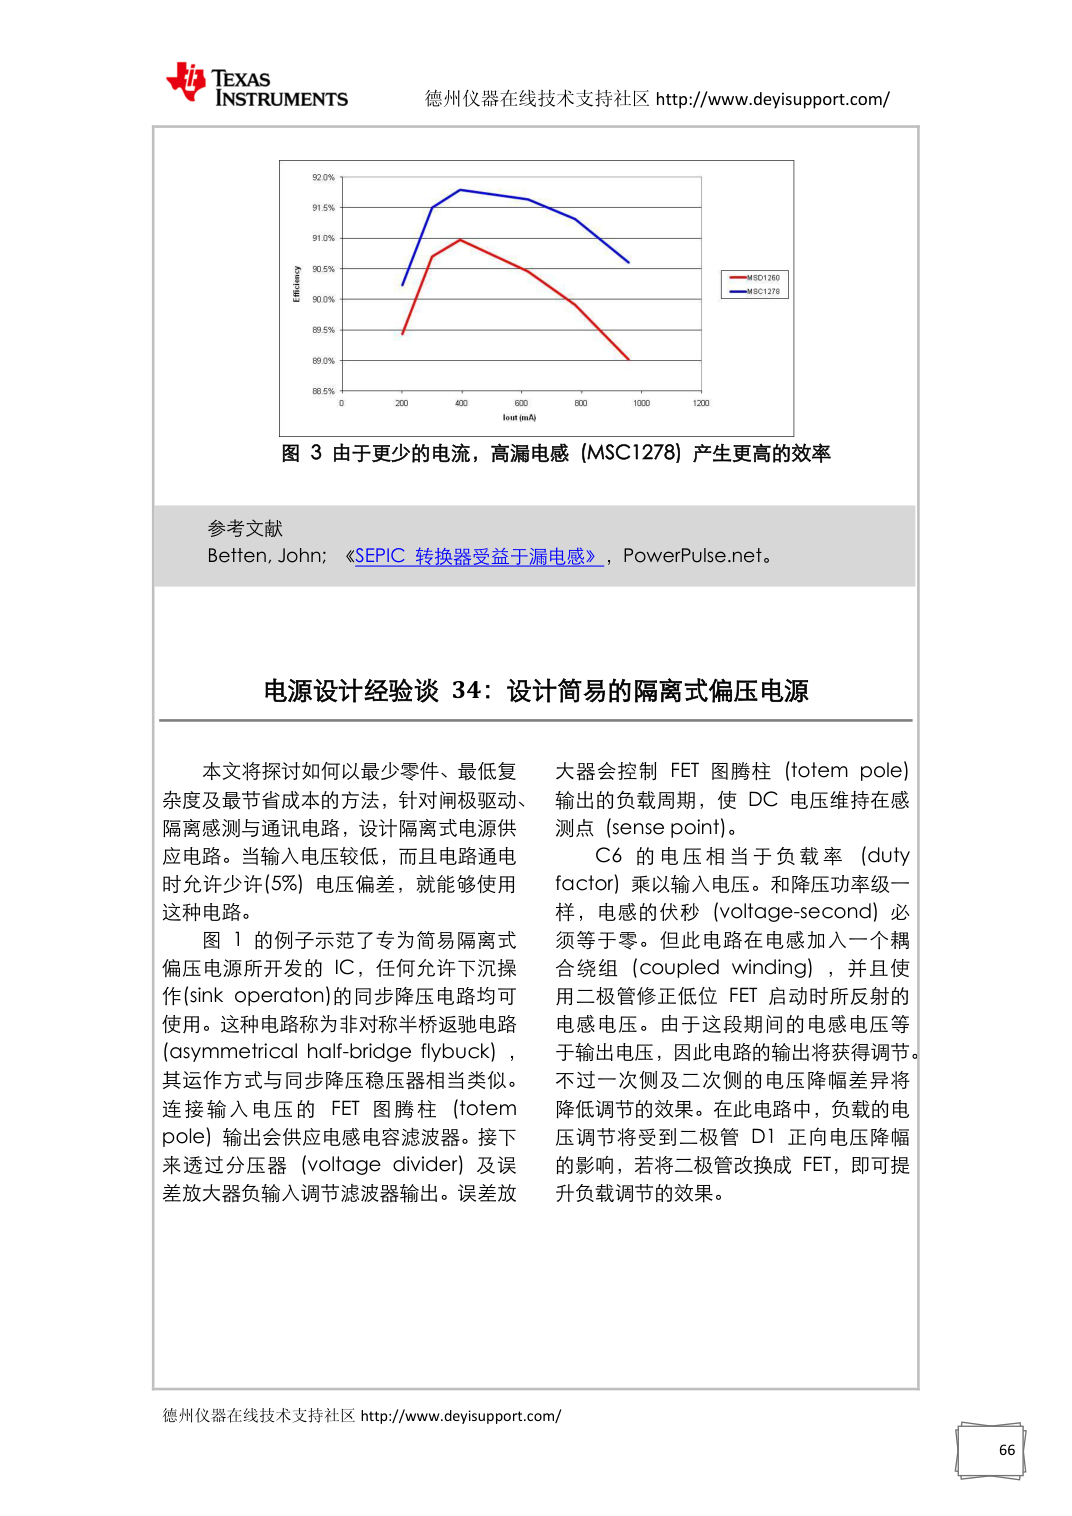 TEXAS
INSTRUMENTS
德州仪器在线技术支持社区 http://www.deyisupport.com/
92.0%
91.5%
91.0%
90.5%
90.0%
89.5%
89.0%
88.5%
Efficiency
0 200 400 600 800 1000 1200
Iout (mA)
MSD1260
MSC1278
图 3 由于更少的电流，高漏电感 (MSC1278) 产生更高的效率
参考文献
Betten, John; 《SEPIC 转换器受益于漏电感》，PowerPulse.net。
电源设计经验谈 34：设计简易的隔离式偏压电源
本文将探讨如何以最少零件、最低复
杂度及最节省成本的方法，针对闸极驱动、
隔离感测与通讯电路，设计隔离式电源供
应电路。当输入电压较低，而且电路通电
时允许少许(5%) 电压偏差，就能够使用
这种电路。
图 1 的例子示范了专为简易隔离式
偏压电源所开发的 IC，任何允许下沉操
作(sink operaton)的同步降压电路均可
使用。这种电路称为非对称半桥返驰电路
(asymmetrical half-bridge flybuck) ，
其运作方式与同步降压稳压器相当类似。
连接输入电压的 FET 图腾柱 (totem
pole) 输出会供应电感电容滤波器。接下
来透过分压器 (voltage divider) 及误
差放大器负输入调节滤波器输出。误差放
大器会控制 FET 图腾柱 (totem pole)
输出的负载周期，使 DC 电压维持在感
测点 (sense point)。
C6 的电压相当于负载率 (duty
factor) 乘以输入电压。和降压功率级一
样，电感的伏秒 (voltage-second) 必
须等于零。但此电路在电感加入一个耦
合绕组 (coupled winding) ，并且使
用二极管修正低位 FET 启动时所反射的
电感电压。由于这段期间的电感电压等
于输出电压，因此电路的输出将获得调节。
不过一次侧及二次侧的电压降幅差异将
降低调节的效果。在此电路中，负载的电
压调节将受到二极管 D1 正向电压降幅
的影响，若将二极管改换成 FET，即可提
升负载调节的效果。
德州仪器在线技术支持社区 http://www.deyisupport.com/
66